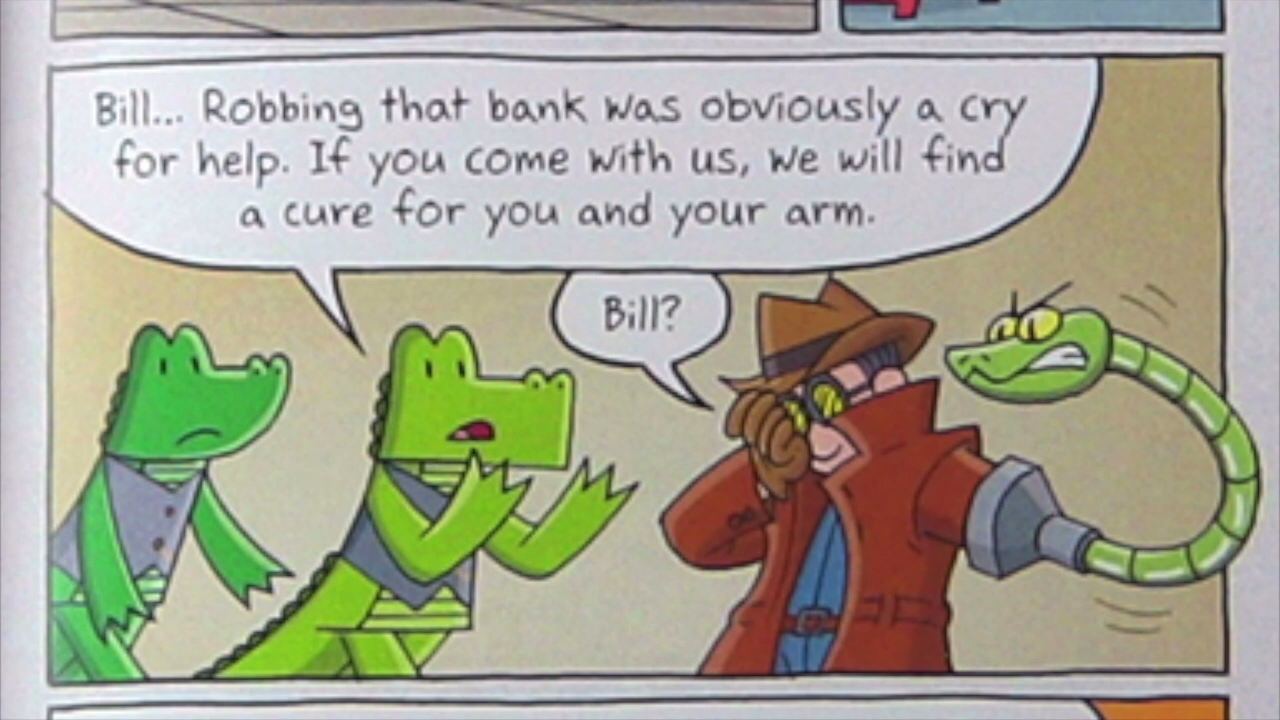 Bill... Robbing that bank was obviously a cry
for help. If you come with us, we will find
a cure for you and your arm.
Bill?